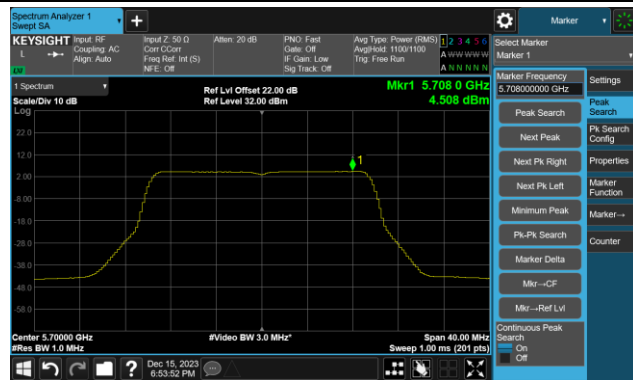 Spectrum Analyzer 1
Swept SA
Marker
KEYSIGHT
Input: RF
Coupling: AC
Align: Auto
Input Z: 50 Ω
Corr CCorr
Freq Ref: Int (S)
NFE: Off
Atten: 20 dB
PNO: Fast
Gate: Off
IF Gain: Low
Sig Track: Off
Avg Type: Power (RMS)
Avg|Hold: 1100/1100
Trig: Free Run
1 2 3 4 5 6
A W W W W W
A N N N N N
L
LXI
1 Spectrum
Scale/Div 10 dB
Log
Ref Lvl Offset 22.00 dB
Ref Level 32.00 dBm
Mkr1 5.708 0 GHz
4.508 dBm
22.0
12.0
2.00
-8.00
-18.0
-28.0
-38.0
-48.0
-58.0
1
Center 5.70000 GHz
#Res BW 1.0 MHz
#Video BW 3.0 MHz*
Span 40.00 MHz
Sweep 1.00 ms (201 pts)
Dec 15, 2023
6:53:52 PM
Select Marker
Marker 1
Marker Frequency
5.708000000 GHz
Peak Search
Next Peak
Next Pk Right
Next Pk Left
Minimum Peak
Pk-Pk Search
Marker Delta
Mkr→CF
Mkr→Ref Lvl
Continuous Peak
Search
On
Off
Settings
Peak
Search
Pk Search
Config
Properties
Marker
Function
Marker→
Counter